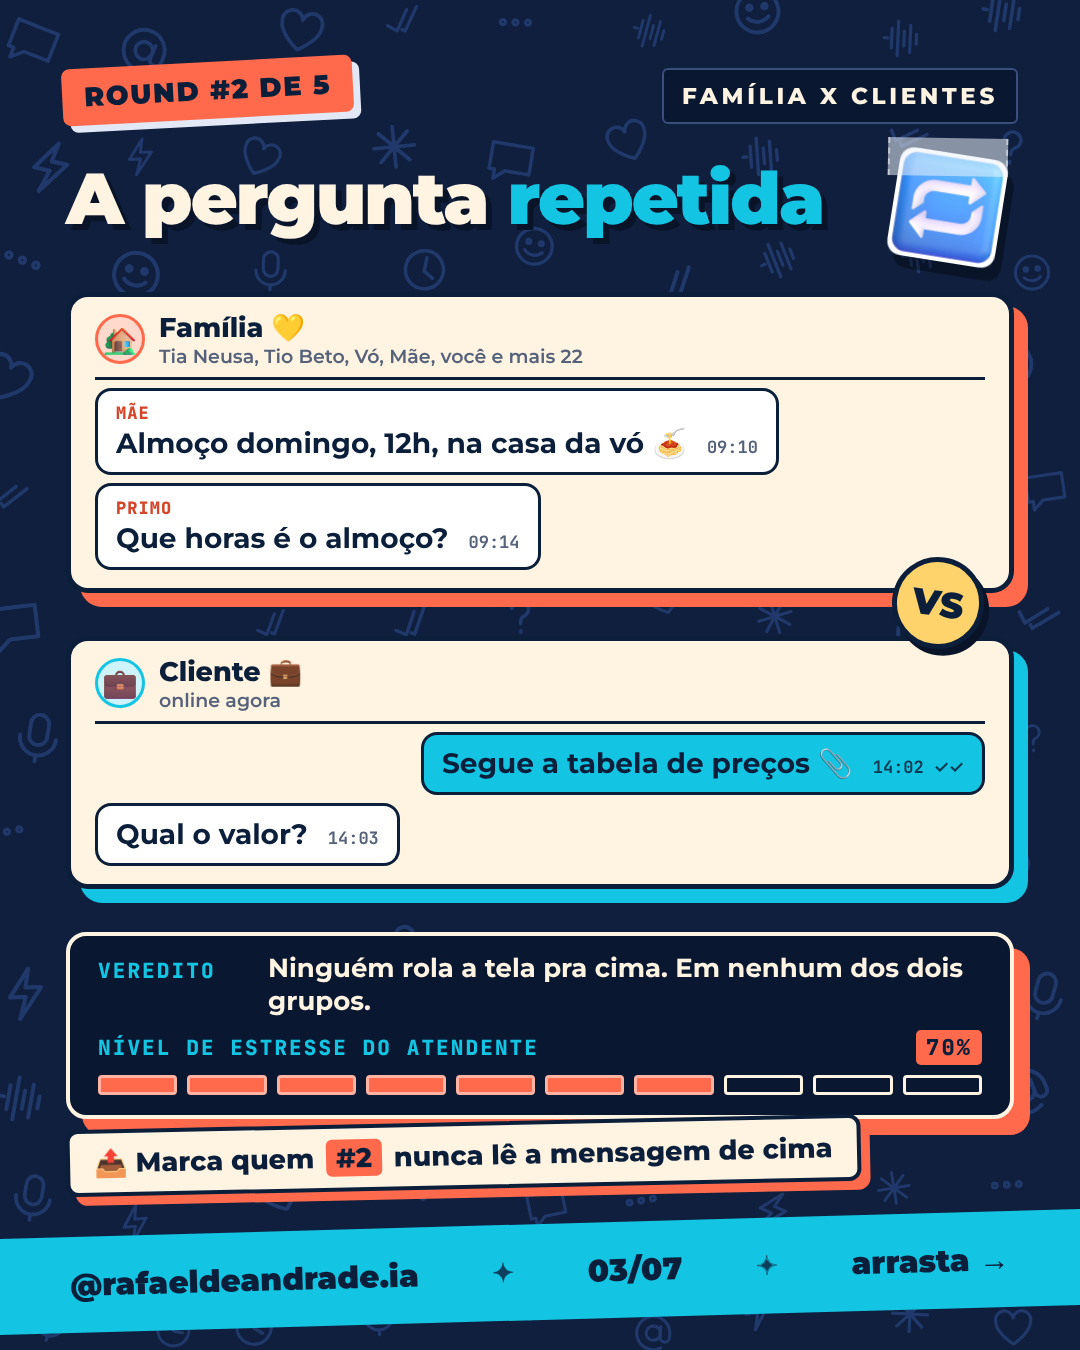 ROUND #2 DE 5
FAMÍLIA X CLIENTES
A pergunta repetida
Família 💛
Tia Neusa, Tio Beto, Vó, Mãe, você e mais 22
MÃE
Almoço domingo, 12h, na casa da vó 🍝 09:10
PRIMO
Que horas é o almoço? 09:14
VS
Cliente 💼
online agora
Segue a tabela de preços 📎 14:02 ✓✓
Qual o valor? 14:03
VEREDITO
Ninguém rola a tela pra cima. Em nenhum dos dois
grupos.
NÍVEL DE ESTRESSE DO ATENDENTE
70%
📤 Marca quem #2 nunca lê a mensagem de cima
@rafaeldeandrade.ia ✦ 03/07 ✦ arrasta →